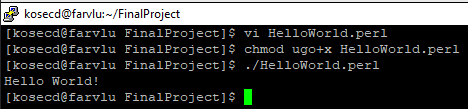 kosecd@farvlu:~/FinalProject
[kosecd@farvlu FinalProject]$ vi HelloWorld.perl
[kosecd@farvlu FinalProject]$ chmod ugo+x HelloWorld.perl
[kosecd@farvlu FinalProject]$ ./HelloWorld.perl
Hello World!
[kosecd@farvlu FinalProject]$